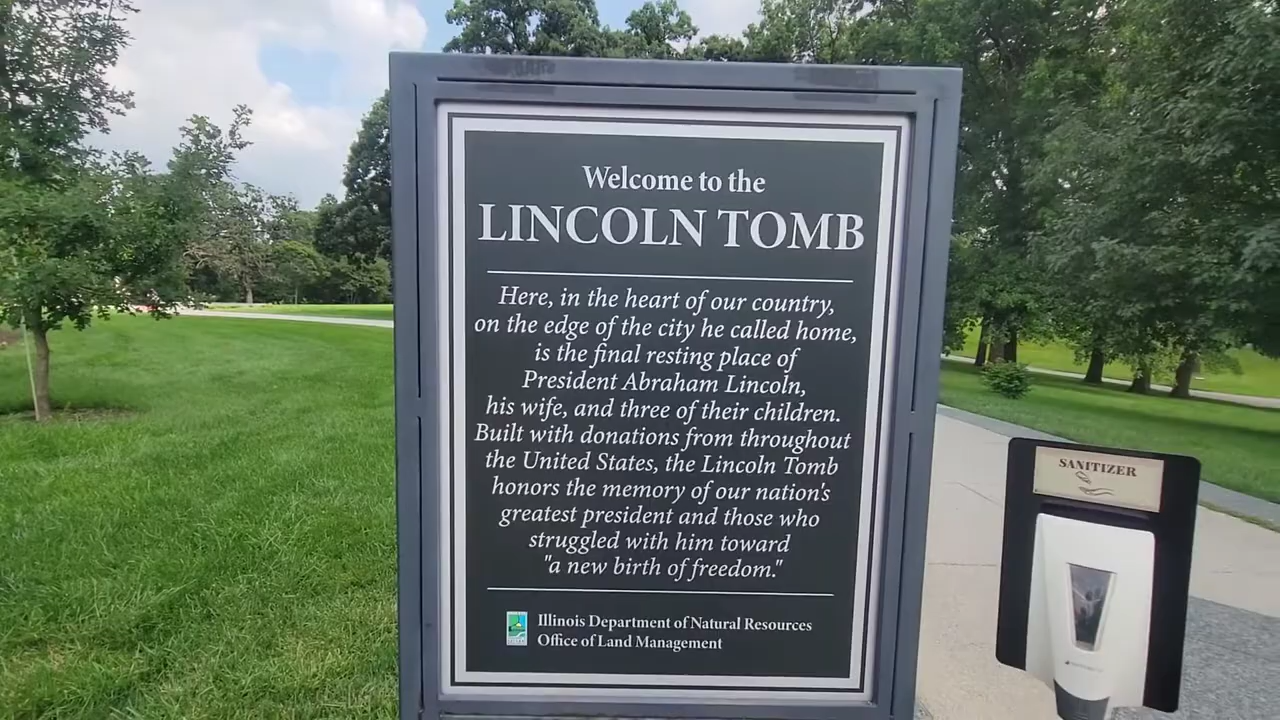 Welcome to the
LINCOLN TOMB
Here, in the heart of our country,
on the edge of the city he called home,
is the final resting place of
President Abraham Lincoln,
his wife, and three of their children.
Built with donations from throughout
the United States, the Lincoln Tomb
honors the memory of our nation's
greatest president and those who
struggled with him toward
"a new birth of freedom."
Illinois Department of Natural Resources
Office of Land Management
SANITIZER